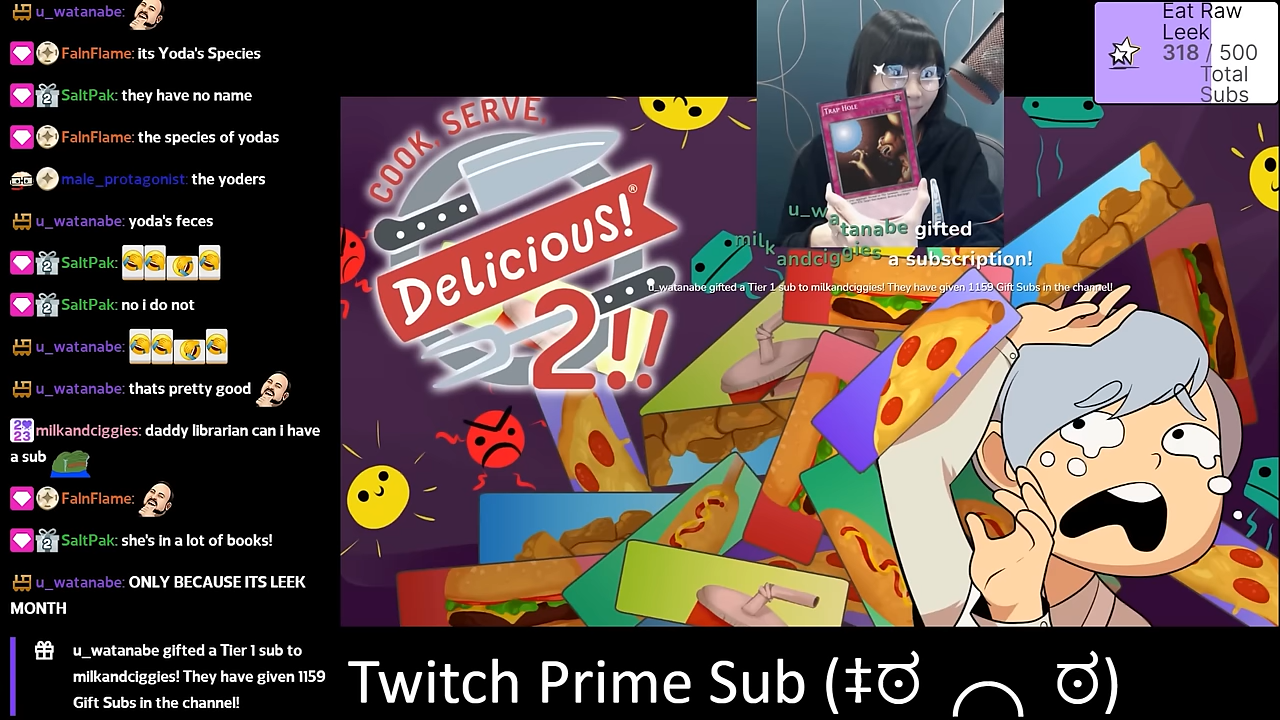 u_watanabe:
FalnFlame: its Yoda's Species
2 SaltPak: they have no name
FalnFlame: the species of yodas
male_protagonist: the yoders
u_watanabe: yoda's feces
2 SaltPak:
2 SaltPak: no i do not
u_watanabe:
u_watanabe: thats pretty good
milkandciggies: daddy librarian can i have
a sub
FalnFlame:
2 SaltPak: she's in a lot of books!
u_watanabe: ONLY BECAUSE ITS LEEK
MONTH
u_watanabe gifted a Tier 1 sub to
milkandciggies! They have given 1159
Gift Subs in the channel!
COOK, SERVE,
DELICIOUS!®
2!!
TRAP HOLE
u_watanabe gifted
milkandciggies a subscription!
u_watanabe gifted a Tier 1 sub to milkandciggies! They have given 1159 Gift Subs in the channel!
Eat Raw
Leek
318 / 500
Total
Subs
Twitch Prime Sub (‡ಠ ⏜ ಠ)